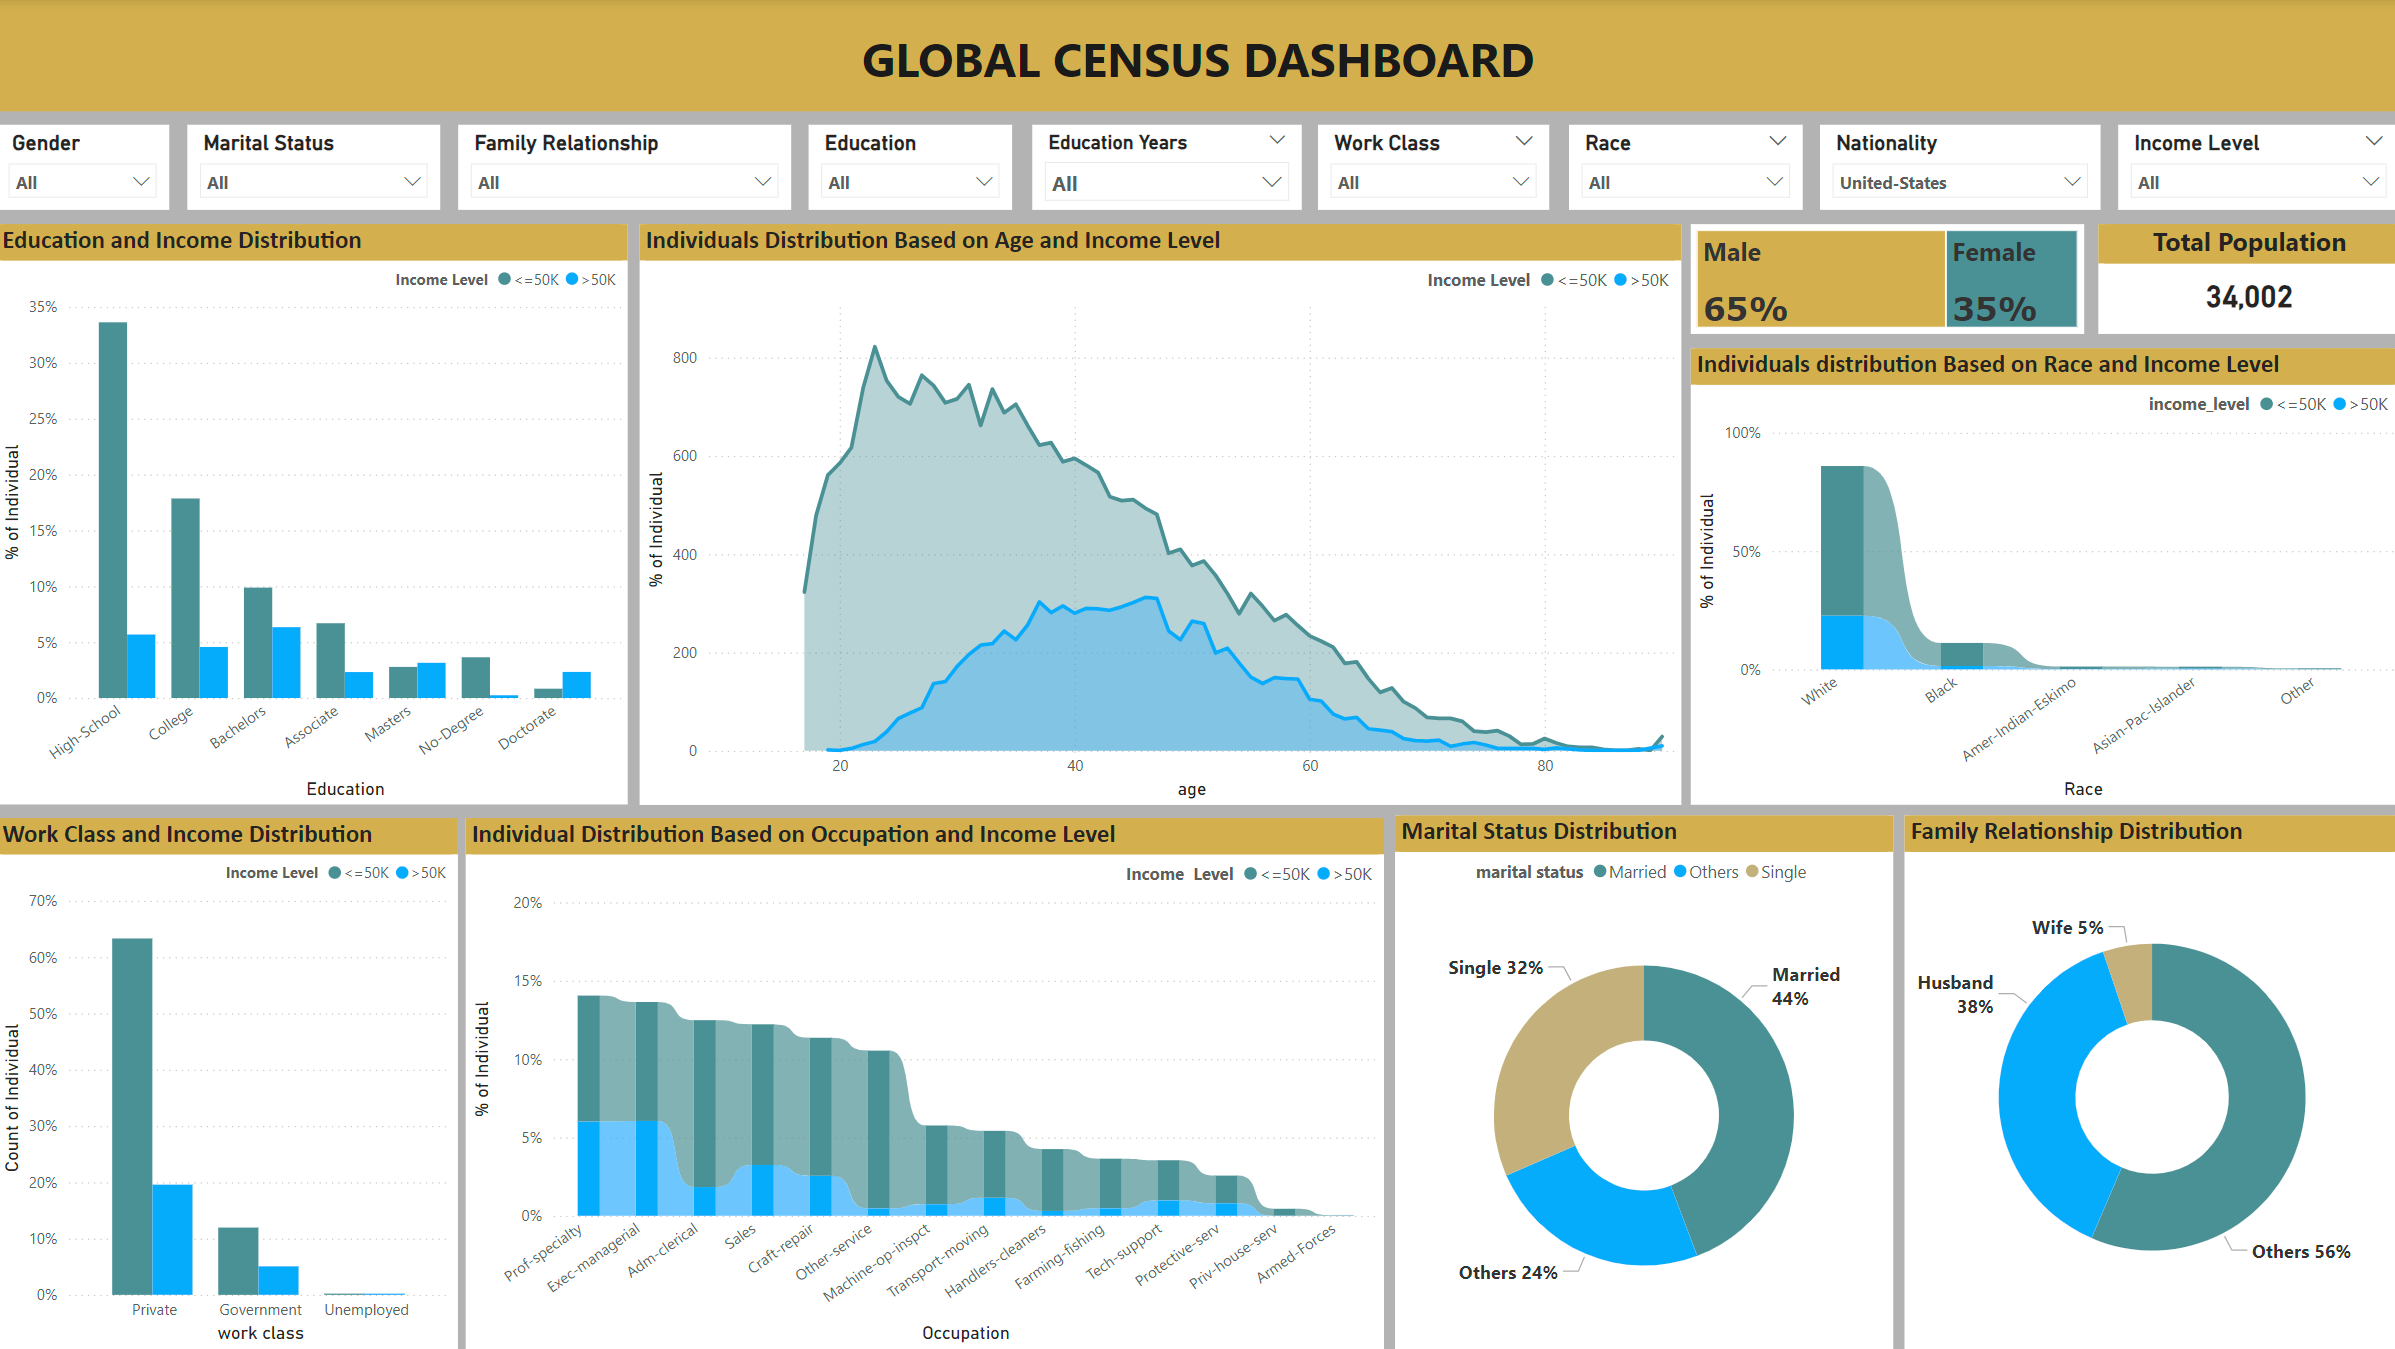 GLOBAL CENSUS DASHBOARD
Gender
All
Marital Status
All
Family Relationship
All
Education
All
Education Years
All
Work Class
All
Race
All
Nationality
United-States
Income Level
All
Education and Income Distribution
Income Level <=50K >50K
% of Individual
35%
30%
25%
20%
15%
10%
5%
0%
High-School
College
Bachelors
Associate
Masters
No-Degree
Doctorate
Education
Individuals Distribution Based on Age and Income Level
Income Level <=50K >50K
% of Individual
800
600
400
200
0
20
40
60
80
age
Male
65%
Female
35%
Total Population
34,002
Individuals distribution Based on Race and Income Level
income_level <=50K >50K
% of Individual
100%
50%
0%
White
Black
Amer-Indian-Eskimo
Asian-Pac-Islander
Other
Race
Work Class and Income Distribution
Income Level <=50K >50K
Count of Individual
70%
60%
50%
40%
30%
20%
10%
0%
Private
Government
Unemployed
work class
Individual Distribution Based on Occupation and Income Level
Income Level <=50K >50K
% of Individual
20%
15%
10%
5%
0%
Prof-specialty
Exec-managerial
Adm-clerical
Sales
Craft-repair
Other-service
Machine-op-inspct
Transport-moving
Handlers-cleaners
Farming-fishing
Tech-support
Protective-serv
Priv-house-serv
Armed-Forces
Occupation
Marital Status Distribution
marital status Married Others Single
Single 32%
Married
44%
Others 24%
Family Relationship Distribution
Wife 5%
Husband
38%
Others 56%